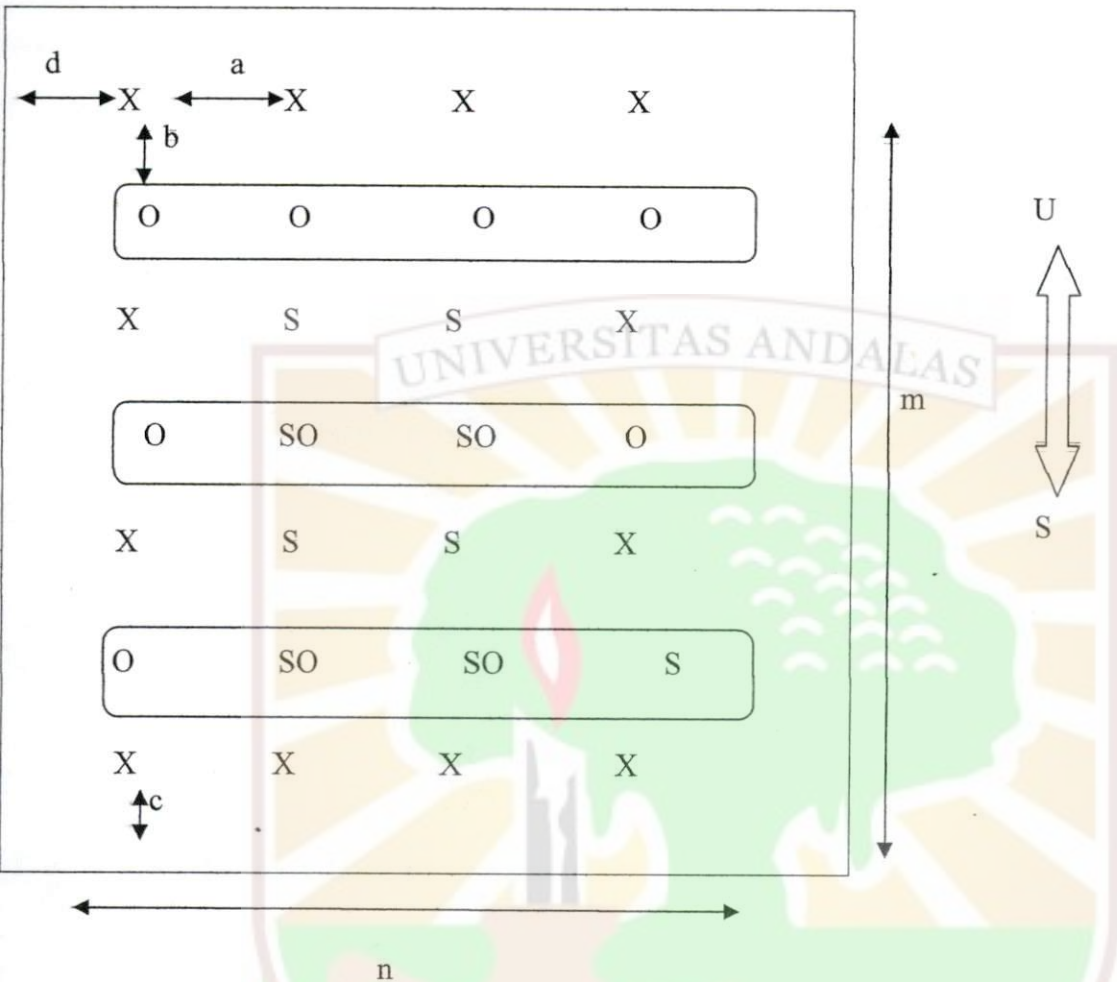 d a
X X X X
b
O O O O
U
X S S X
UNIVERSITAS ANDALAS
m
O SO SO O
S
X S S X
O SO SO S
X X X X
c
n